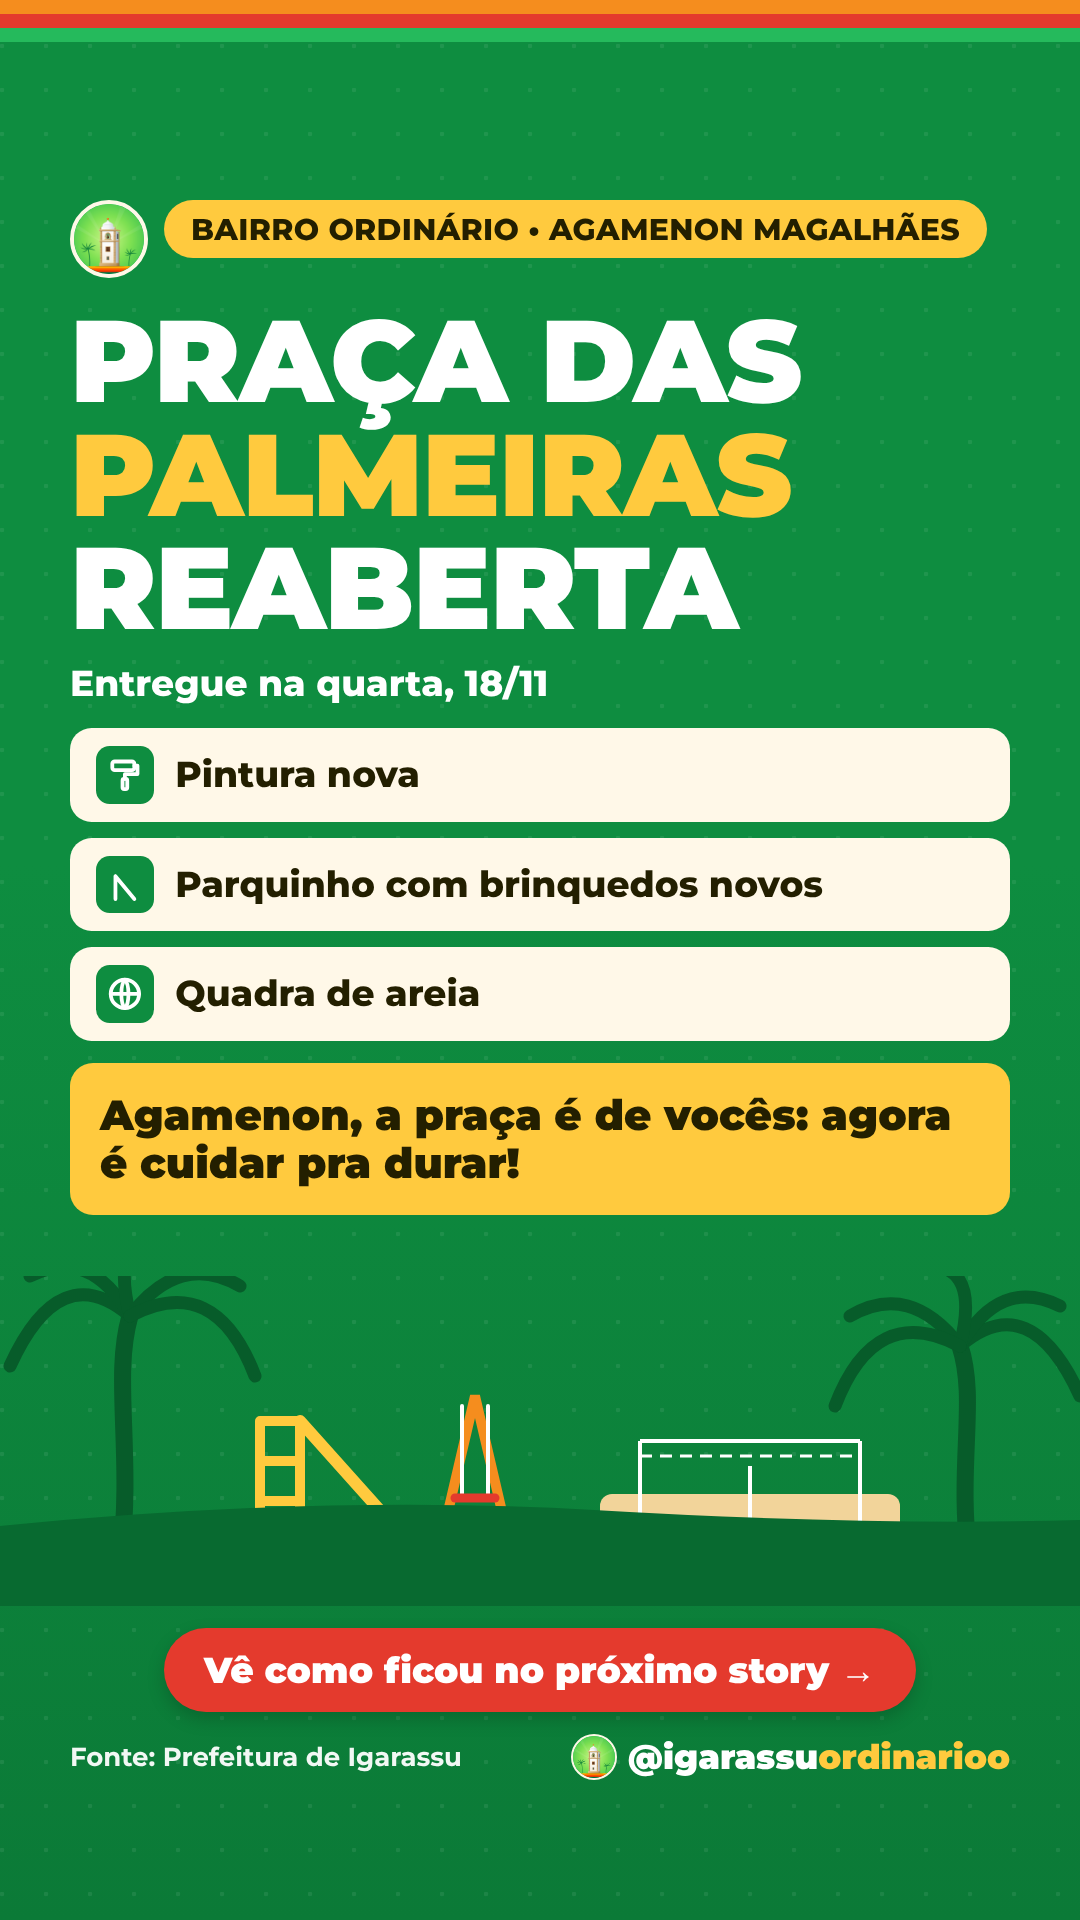 BAIRRO ORDINÁRIO • AGAMENON MAGALHÃES
PRAÇA DAS
PALMEIRAS
REABERTA
Entregue na quarta, 18/11
Pintura nova
Parquinho com brinquedos novos
Quadra de areia
Agamenon, a praça é de vocês: agora
é cuidar pra durar!
Vê como ficou no próximo story →
Fonte: Prefeitura de Igarassu
@igarassuordinarioo